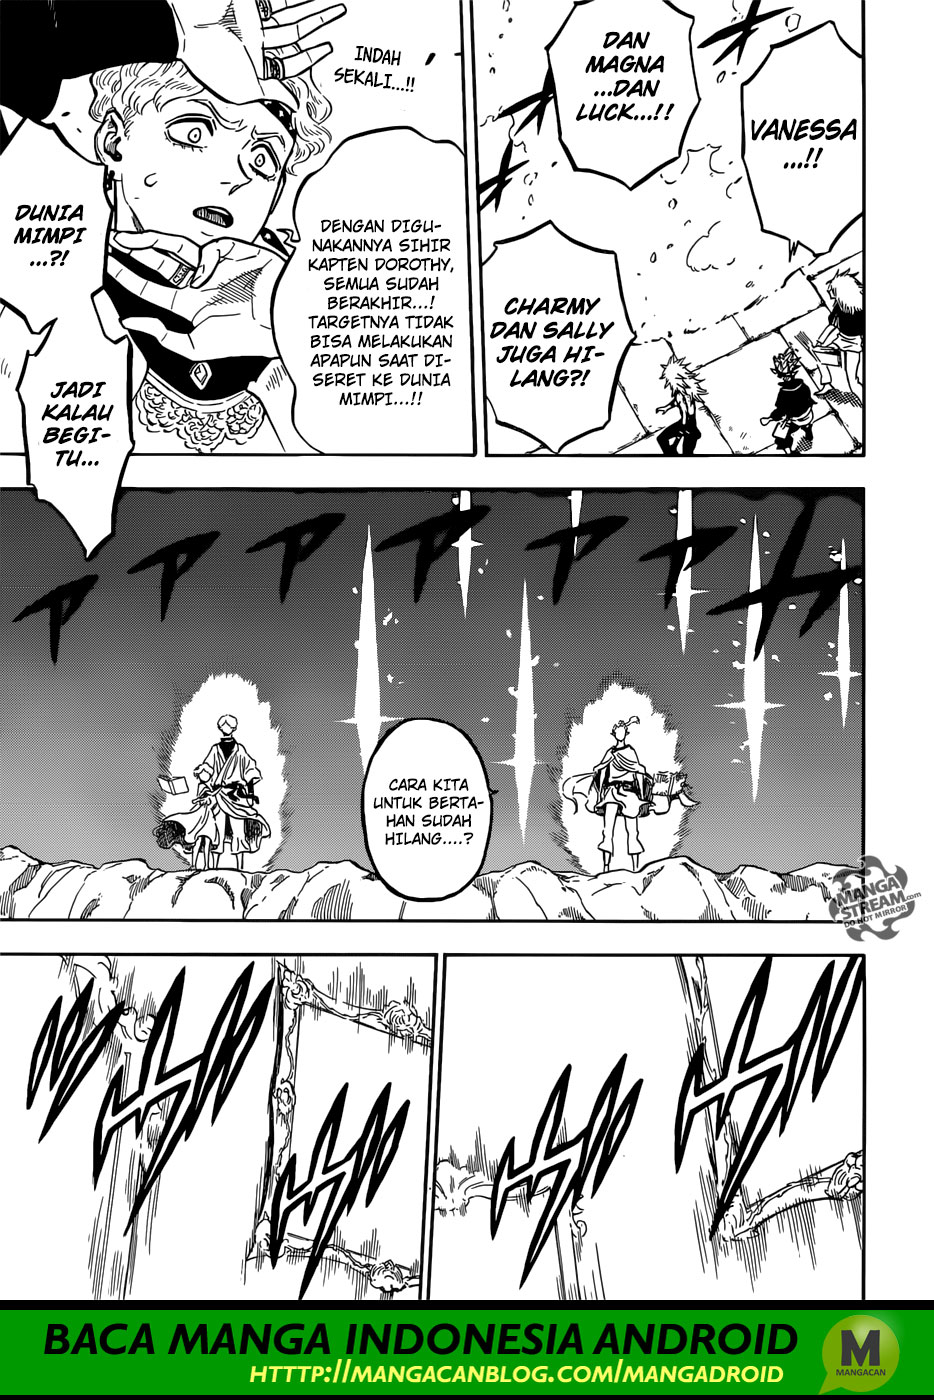 VANESSA
...!!
DAN
MAGNA
...DAN
LUCK...!!
CHARMY
DAN SALLY
JUGA HI-
LANG?!
INDAH
SEKALI...!!
DENGAN DIGU-
NAKANNYA SIHIR
KAPTEN DOROTHY,
SEMUA SUDAH
BERAKHIR...!
TARGETNYA TIDAK
BISA MELAKUKAN
APAPUN SAAT DI-
SERET KE DUNIA
MIMPI...!!
DUNIA
MIMPI
...?!
JADI
KALAU
BEGI-
TU...
CARA KITA
UNTUK BERTA-
HAN SUDAH
HILANG....?
MANGA
STREAM.com
DO NOT MIRROR
BACA MANGA INDONESIA ANDROID
HTTTP://MANGACANBLOG.COM/MANGADROID
M
MANGACAN